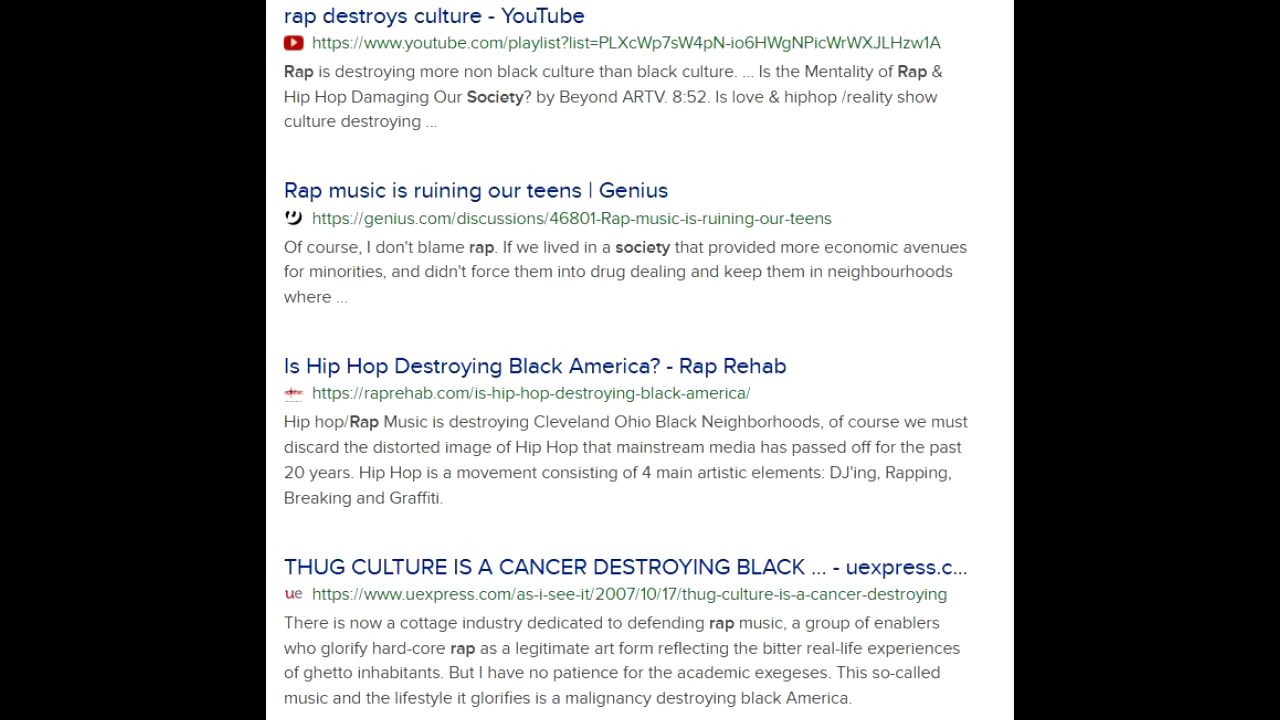 rap destroys culture - YouTube
https://www.youtube.com/playlist?list=PLXcWp7sW4pN-io6HWgNPicWrWXJLHzw1A
Rap is destroying more non black culture than black culture. ... Is the Mentality of Rap &
Hip Hop Damaging Our Society? by Beyond ARTV. 8:52. Is love & hiphop /reality show
culture destroying ...
Rap music is ruining our teens | Genius
https://genius.com/discussions/46801-Rap-music-is-ruining-our-teens
Of course, I don't blame rap. If we lived in a society that provided more economic avenues
for minorities, and didn't force them into drug dealing and keep them in neighbourhoods
where ...
Is Hip Hop Destroying Black America? - Rap Rehab
https://raprehab.com/is-hip-hop-destroying-black-america/
Hip hop/Rap Music is destroying Cleveland Ohio Black Neighborhoods, of course we must
discard the distorted image of Hip Hop that mainstream media has passed off for the past
20 years. Hip Hop is a movement consisting of 4 main artistic elements: DJ'ing, Rapping,
Breaking and Graffiti.
THUG CULTURE IS A CANCER DESTROYING BLACK ... - uexpress.c...
ue https://www.uexpress.com/as-i-see-it/2007/10/17/thug-culture-is-a-cancer-destroying
There is now a cottage industry dedicated to defending rap music, a group of enablers
who glorify hard-core rap as a legitimate art form reflecting the bitter real-life experiences
of ghetto inhabitants. But I have no patience for the academic exegeses. This so-called
music and the lifestyle it glorifies is a malignancy destroying black America.